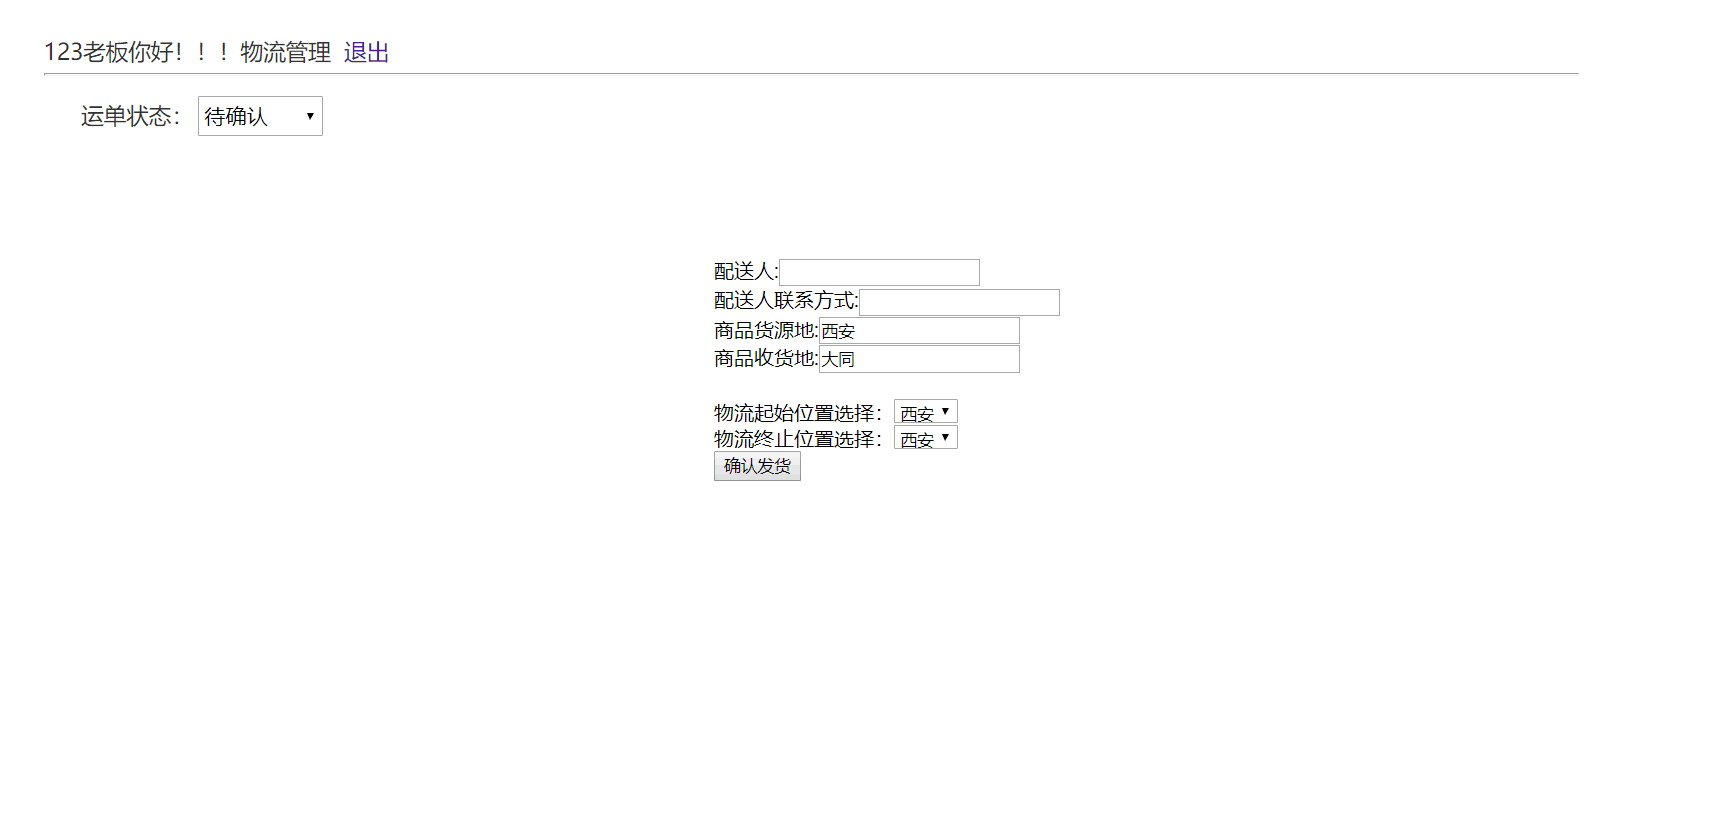 123老板你好！！！物流管理 退出
运单状态： 待确认
配送人:
配送人联系方式:
商品货源地:西安
商品收货地:大同
物流起始位置选择： 西安
物流终止位置选择： 西安
确认发货